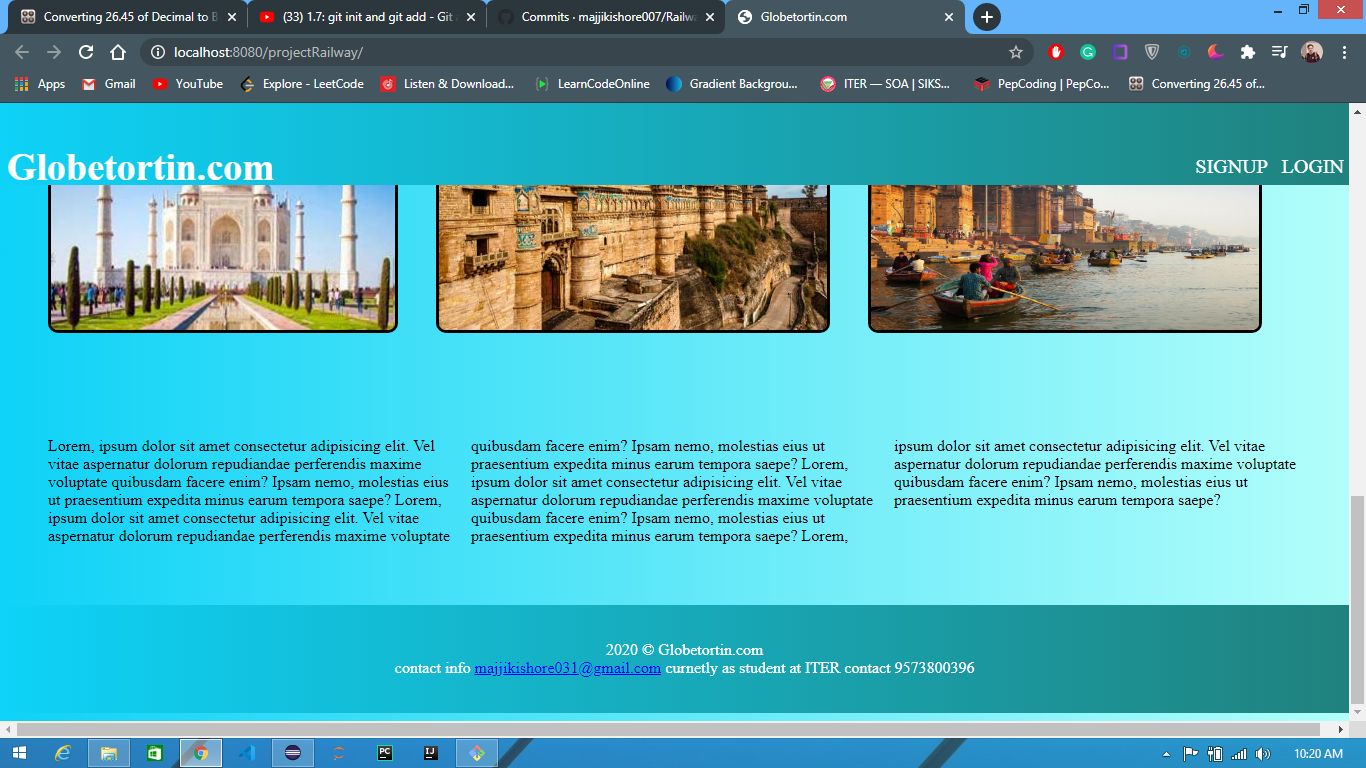 Converting 26.45 of Decimal to B
(33) 1.7: git init and git add - Git
Commits · majjikishore007/Railw
Globetortin.com
localhost:8080/projectRailway/
Apps
Gmail
YouTube
Explore - LeetCode
Listen & Download...
LearnCodeOnline
Gradient Backgrou...
ITER — SOA | SIKS...
PepCoding | PepCo...
Converting 26.45 of...
Globetortin.com
SIGNUP LOGIN
Lorem, ipsum dolor sit amet consectetur adipisicing elit. Vel
vitae aspernatur dolorum repudiandae perferendis maxime
voluptate quibusdam facere enim? Ipsam nemo, molestias eius
ut praesentium expedita minus earum tempora saepe? Lorem,
ipsum dolor sit amet consectetur adipisicing elit. Vel vitae
aspernatur dolorum repudiandae perferendis maxime voluptate
quibusdam facere enim? Ipsam nemo, molestias eius ut
praesentium expedita minus earum tempora saepe? Lorem,
ipsum dolor sit amet consectetur adipisicing elit. Vel vitae
aspernatur dolorum repudiandae perferendis maxime voluptate
quibusdam facere enim? Ipsam nemo, molestias eius ut
praesentium expedita minus earum tempora saepe? Lorem,
ipsum dolor sit amet consectetur adipisicing elit. Vel vitae
aspernatur dolorum repudiandae perferendis maxime voluptate
quibusdam facere enim? Ipsam nemo, molestias eius ut
praesentium expedita minus earum tempora saepe?
2020 © Globetortin.com
contact info majjikishore031@gmail.com curnetly as student at ITER contact 9573800396
10:20 AM